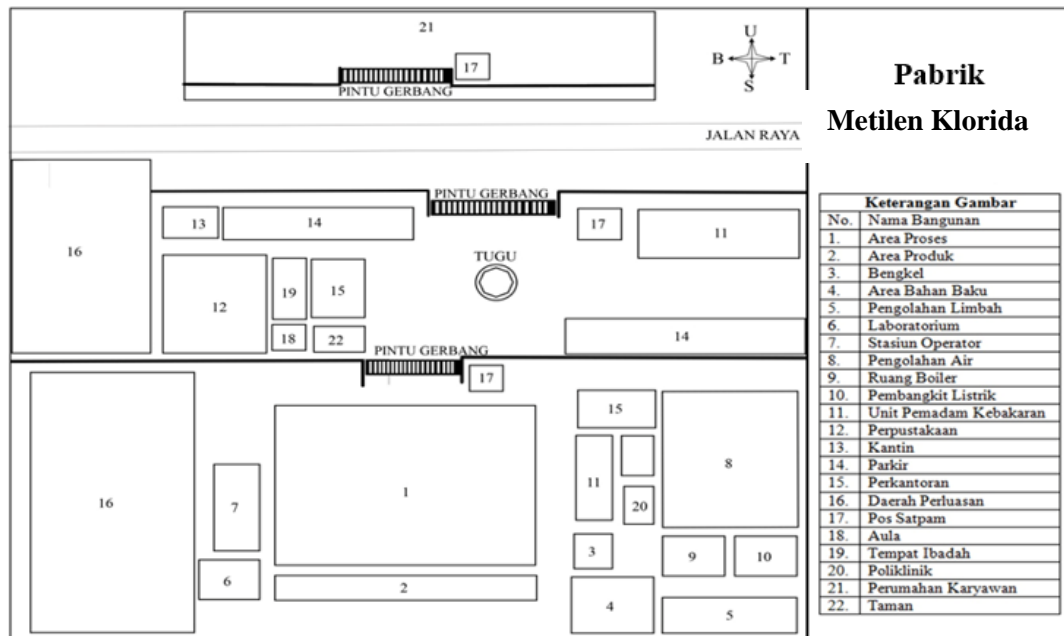 21
17
PINTU GERBANG
U
B T
S
JALAN RAYA
Pabrik
Metilen Klorida
16
13
14
PINTU GERBANG
17
11
TUGU
12
19
15
18
22
14
PINTU GERBANG
17
16
7
6
1
2
15
11
20
8
3
9
10
4
5
Keterangan Gambar
No. Nama Bangunan
1. Area Proses
2. Area Produk
3. Bengkel
4. Area Bahan Baku
5. Pengolahan Limbah
6. Laboratorium
7. Stasiun Operator
8. Pengolahan Air
9. Ruang Boiler
10. Pembangkit Listrik
11. Unit Pemadam Kebakaran
12. Perpustakaan
13. Kantin
14. Parkir
15. Perkantoran
16. Daerah Perluasan
17. Pos Satpam
18. Aula
19. Tempat Ibadah
20. Poliklinik
21. Perumahan Karyawan
22. Taman